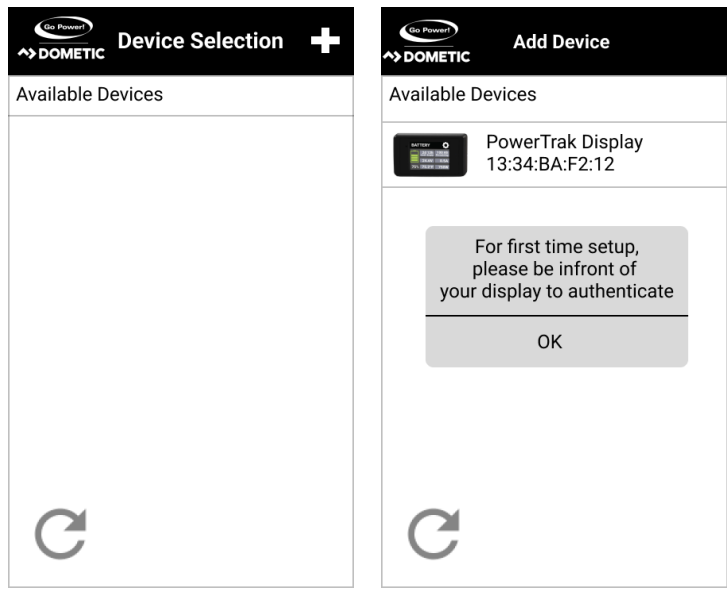 Go Power!
DOMETIC
Device Selection
Available Devices
Go Power!
DOMETIC
Add Device
Available Devices
BATTERY
PowerTrak Display
13:34:BA:F2:12
For first time setup,
please be infront of
your display to authenticate
OK